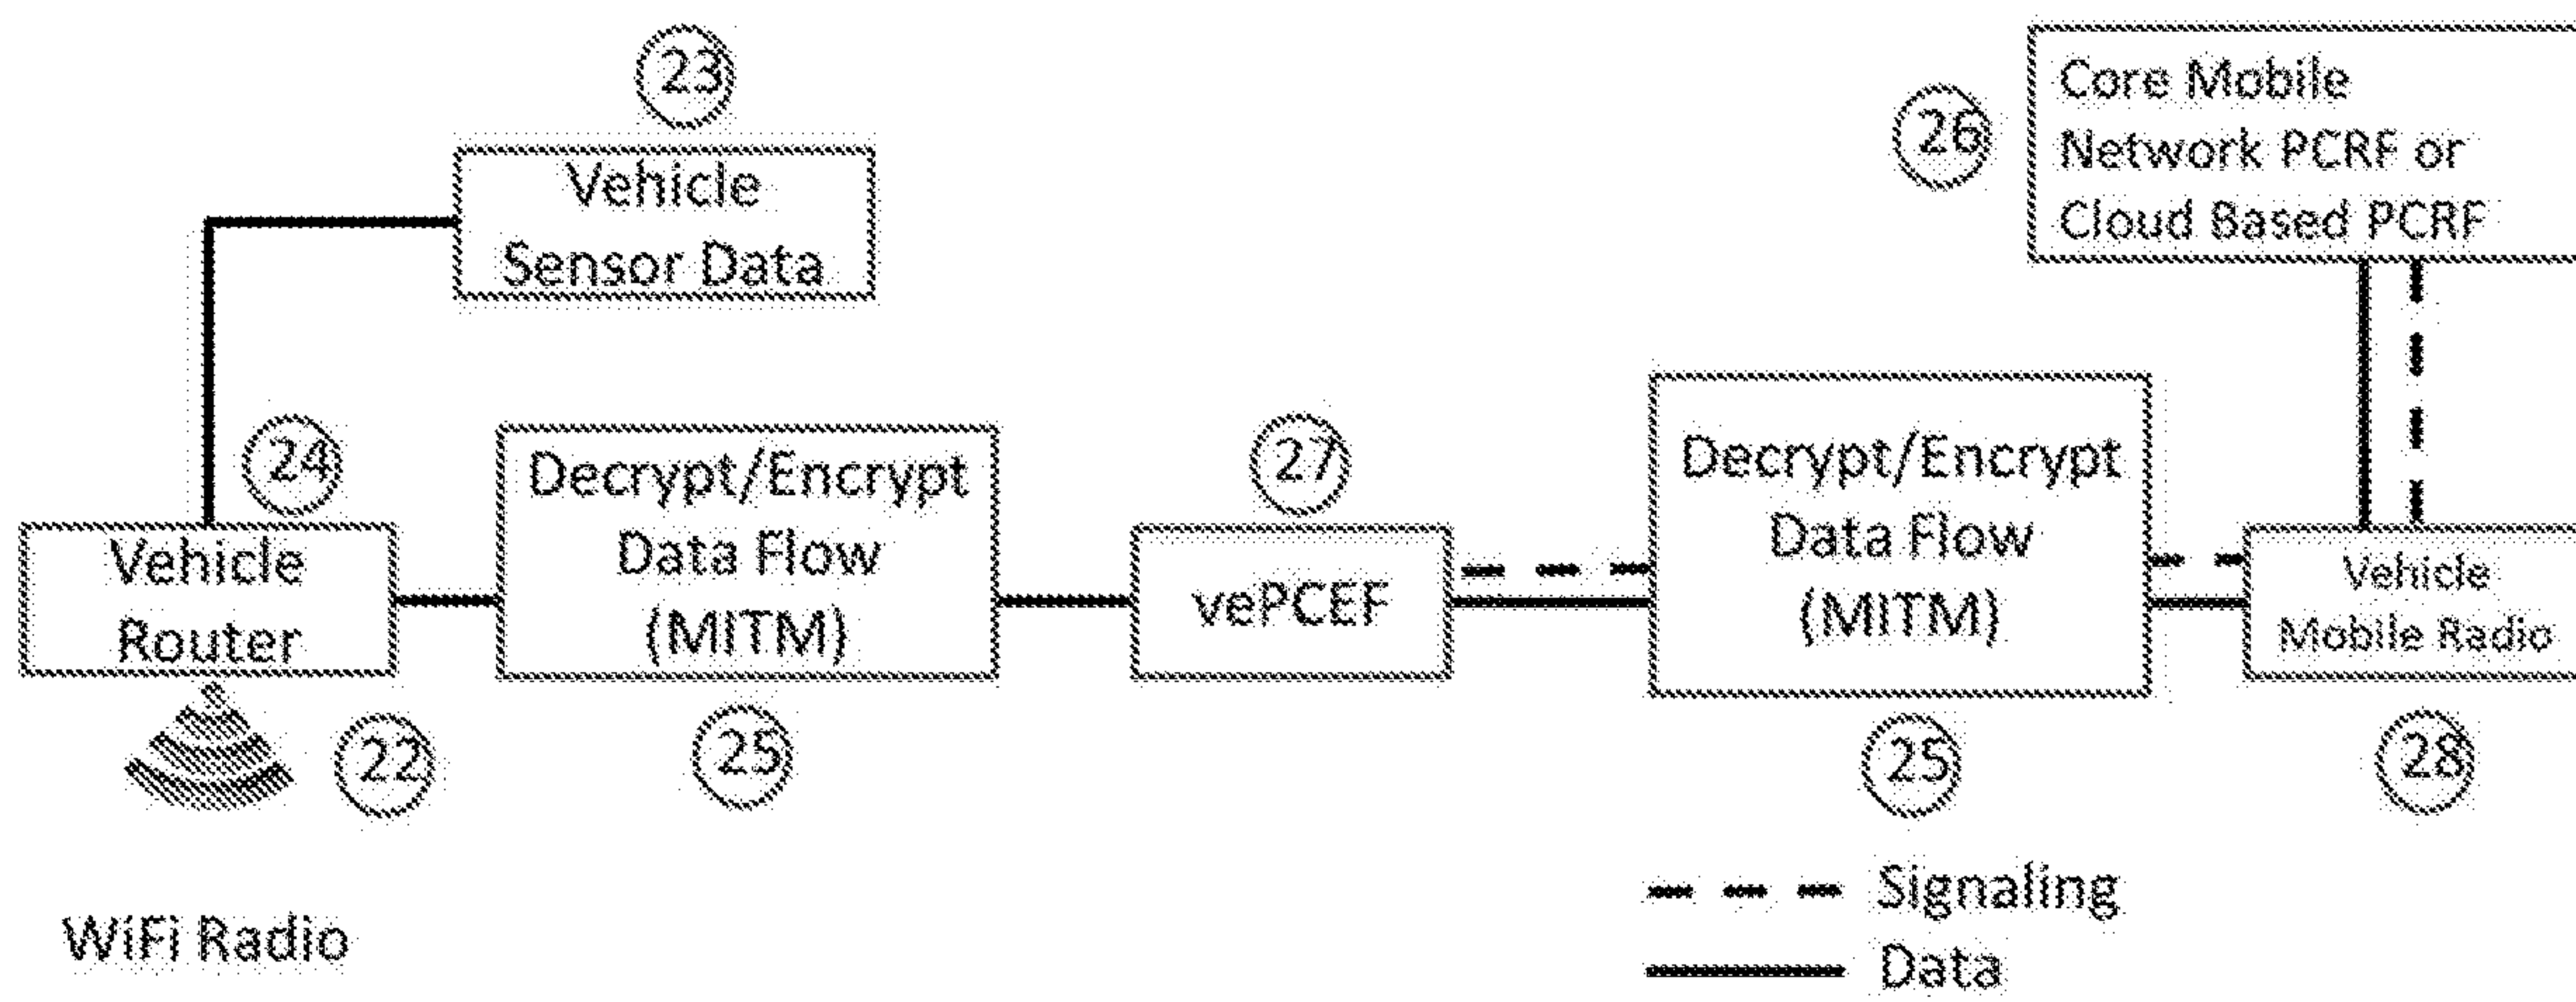 23
Vehicle
Sensor Data
26
Core Mobile
Network PCRF or
Cloud Based PCRF
24
Vehicle
Router
Decrypt/Encrypt
Data Flow
(MITM)
27
vePCEF
Decrypt/Encrypt
Data Flow
(MITM)
Vehicle
Mobile Radio
22
25
25
28
WiFi Radio
Signaling
Data